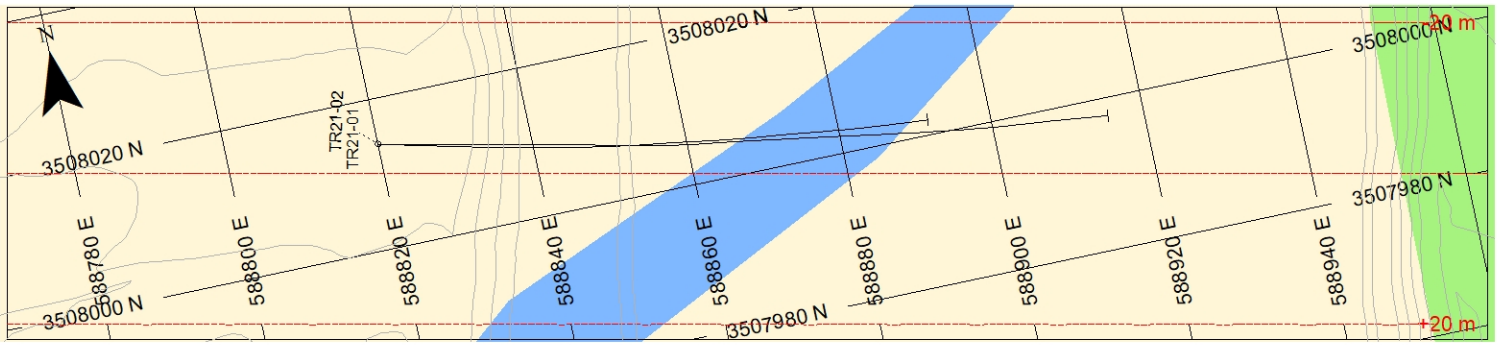 N
3508020 N
-20 m
3508000 N
TR21-02
TR21-01
3508020 N
3507980 N
588780 E
588800 E
588820 E
588840 E
588860 E
588880 E
588900 E
588920 E
588940 E
3508000 N
3507980 N
+20 m